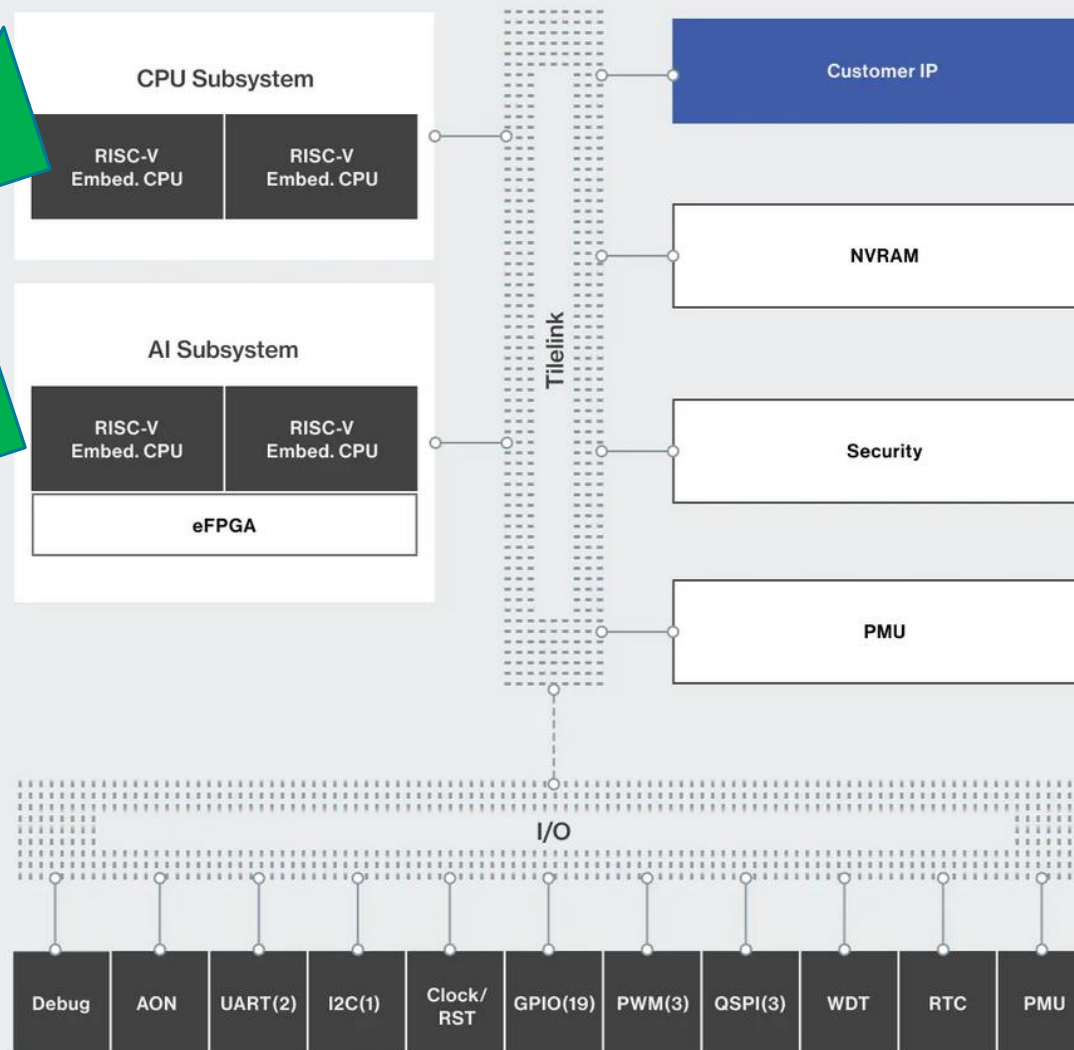 CPU Subsystem
RISC-V
Embed. CPU
RISC-V
Embed. CPU
AI Subsystem
RISC-V
Embed. CPU
RISC-V
Embed. CPU
eFPGA
Tilelink
Customer IP
NVRAM
Security
PMU
I/O
Debug
AON
UART(2)
I2C(1)
Clock/
RST
GPIO(19)
PWM(3)
QSPI(3)
WDT
RTC
PMU